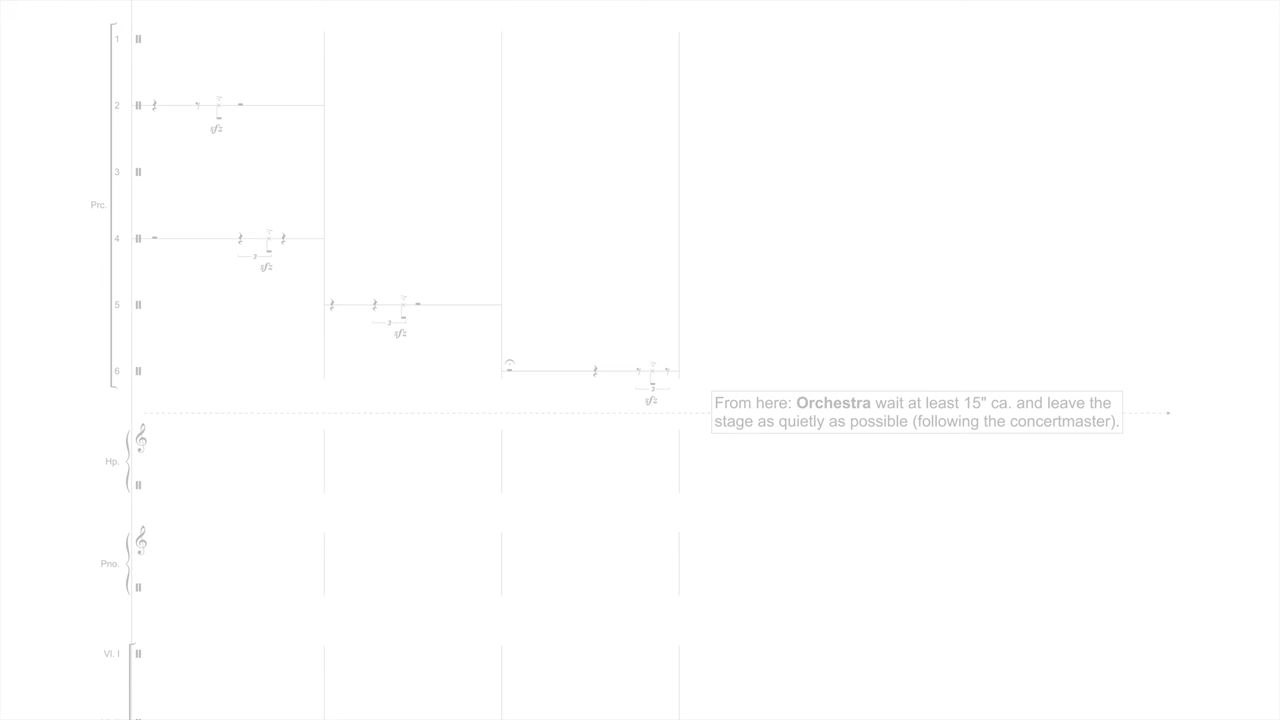 1
2
sfz
3
Prc.
4
3
sfz
5
3
sfz
6
3
sfz
From here: Orchestra wait at least 15" ca. and leave the
stage as quietly as possible (following the concertmaster).
Hp.
Pno.
Vl. I